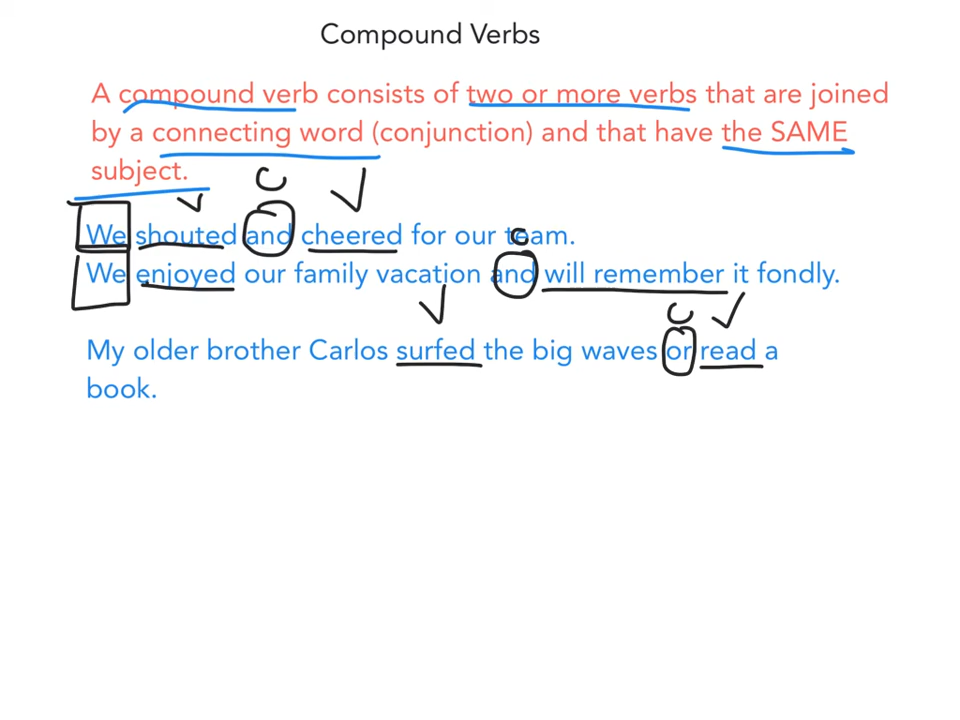 Compound Verbs
A compound verb consists of two or more verbs that are joined
by a connecting word (conjunction) and that have the SAME
subject.
C
We shouted and cheered for our team.
C
We enjoyed our family vacation and will remember it fondly.
C
My older brother Carlos surfed the big waves or read a
book.